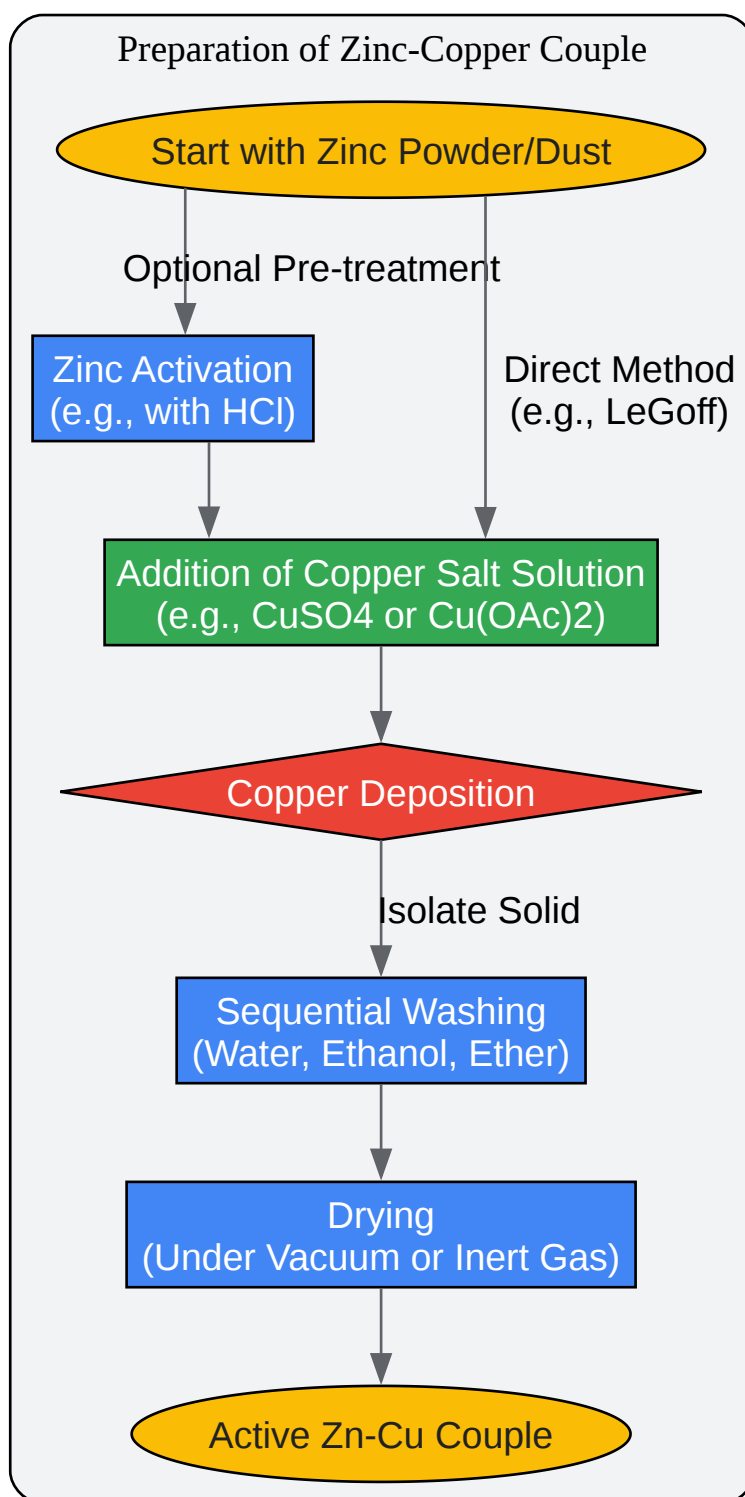 Preparation of Zinc-Copper Couple
Start with Zinc Powder/Dust
Optional Pre-treatment
Zinc Activation
(e.g., with HCl)
Direct Method
(e.g., LeGoff)
Addition of Copper Salt Solution
(e.g., CuSO4 or Cu(OAc)2)
Copper Deposition
Isolate Solid
Sequential Washing
(Water, Ethanol, Ether)
Drying
(Under Vacuum or Inert Gas)
Active Zn-Cu Couple